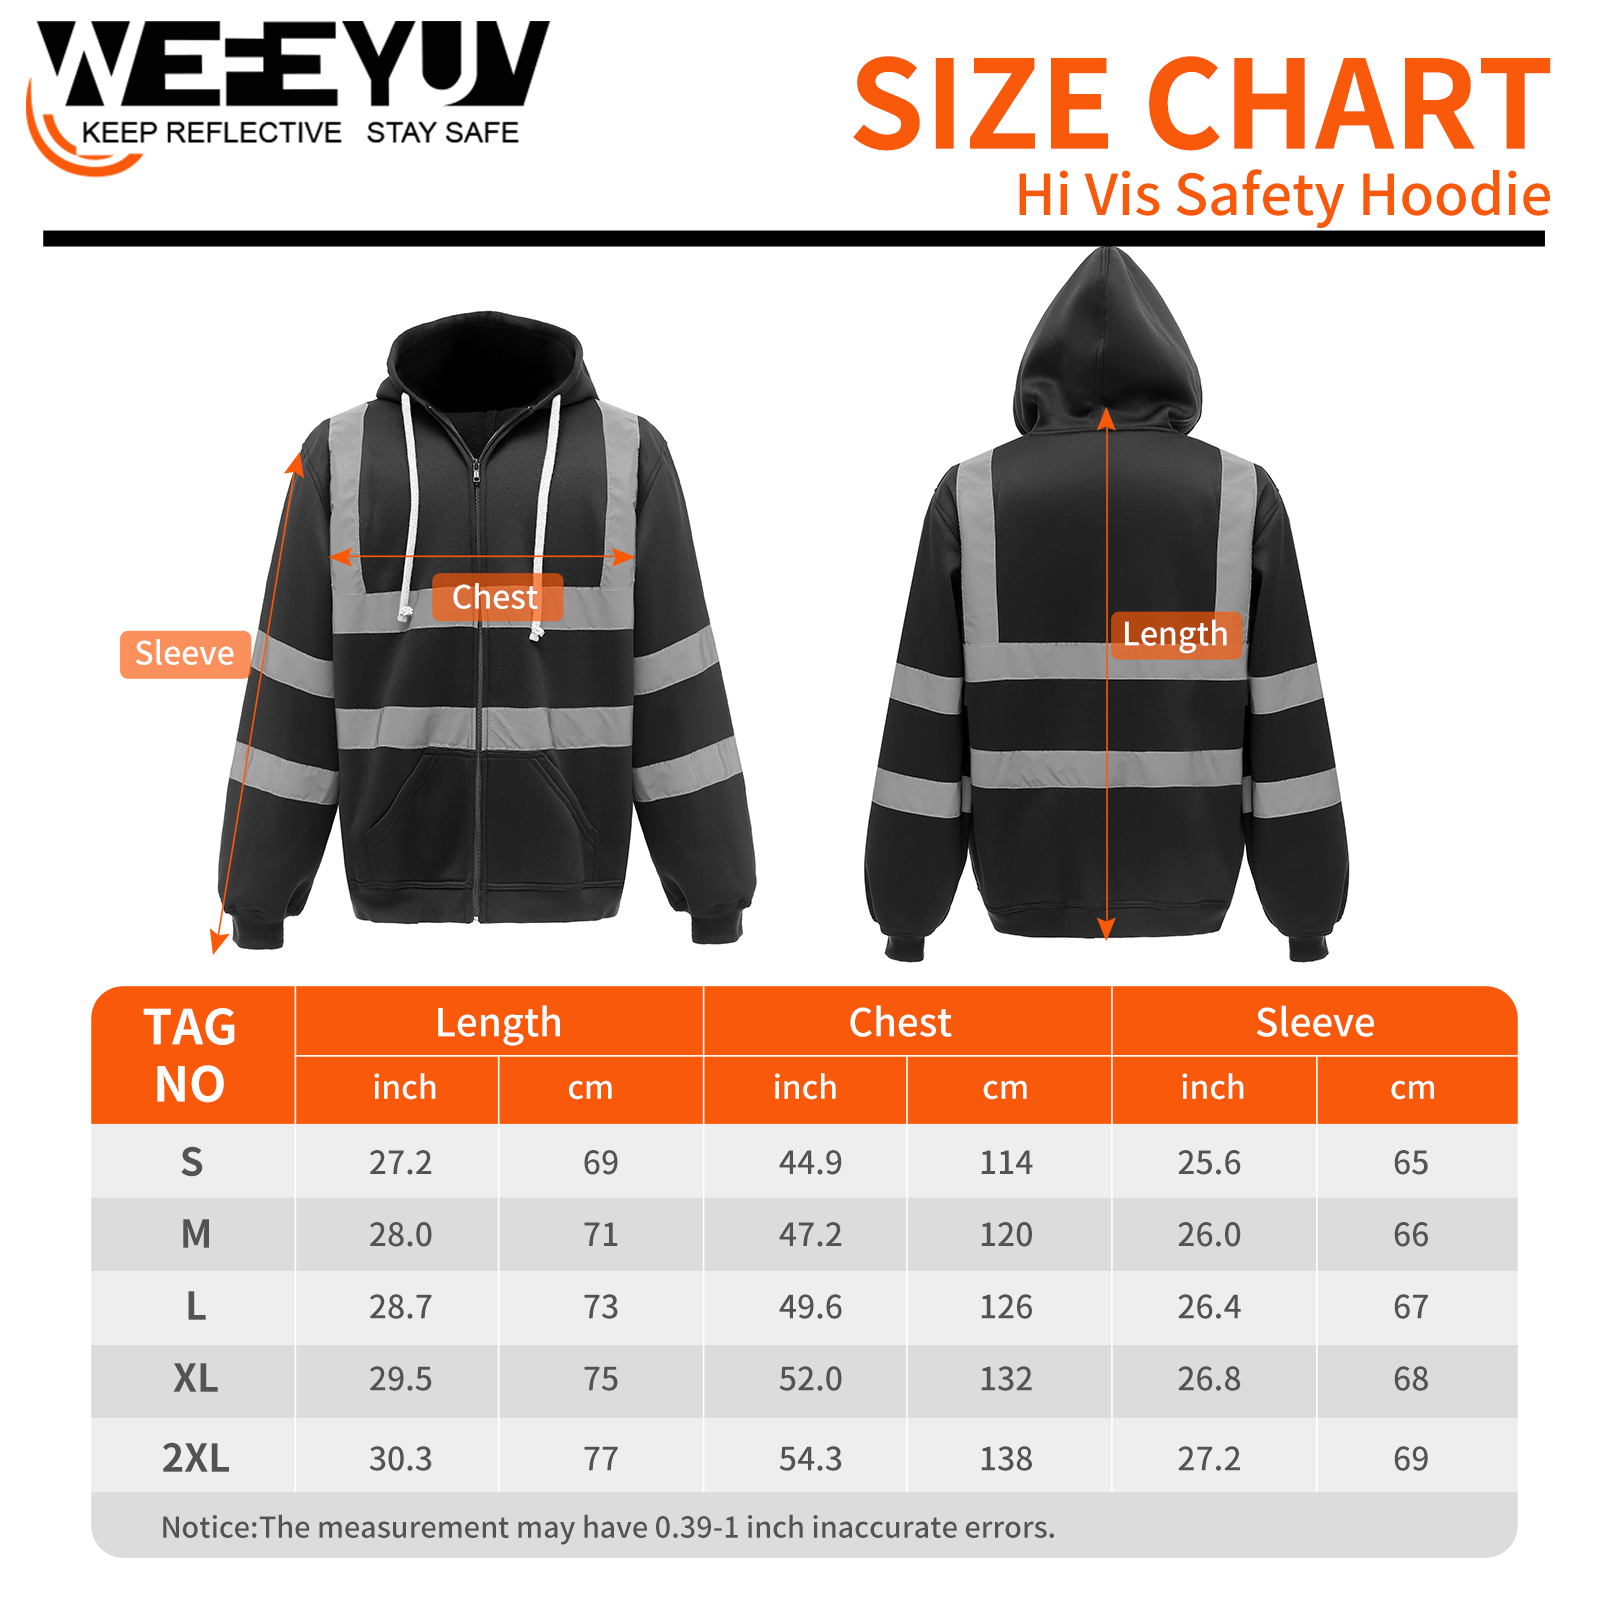 WEFEYUV
KEEP REFLECTIVE STAY SAFE
SIZE CHART
Hi Vis Safety Hoodie
Chest
Sleeve
Length
TAG NO Length Chest Sleeve
inch cm inch cm inch cm
S 27.2 69 44.9 114 25.6 65
M 28.0 71 47.2 120 26.0 66
L 28.7 73 49.6 126 26.4 67
XL 29.5 75 52.0 132 26.8 68
2XL 30.3 77 54.3 138 27.2 69
Notice:The measurement may have 0.39-1 inch inaccurate errors.